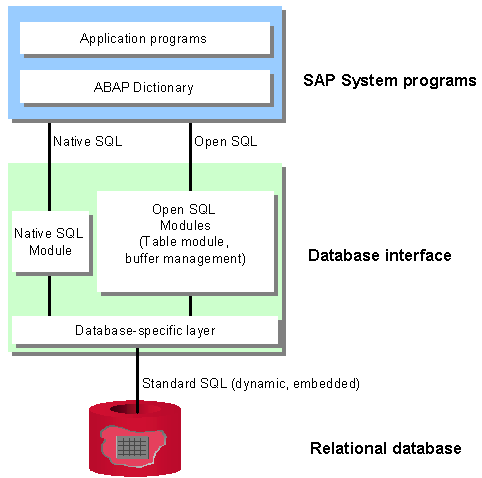 Application programs
ABAP Dictionary
SAP System programs
Native SQL
Open SQL
Native SQL
Module
Open SQL
Modules
(Table module,
buffer management)
Database interface
Database-specific layer
Standard SQL (dynamic, embedded)
Relational database